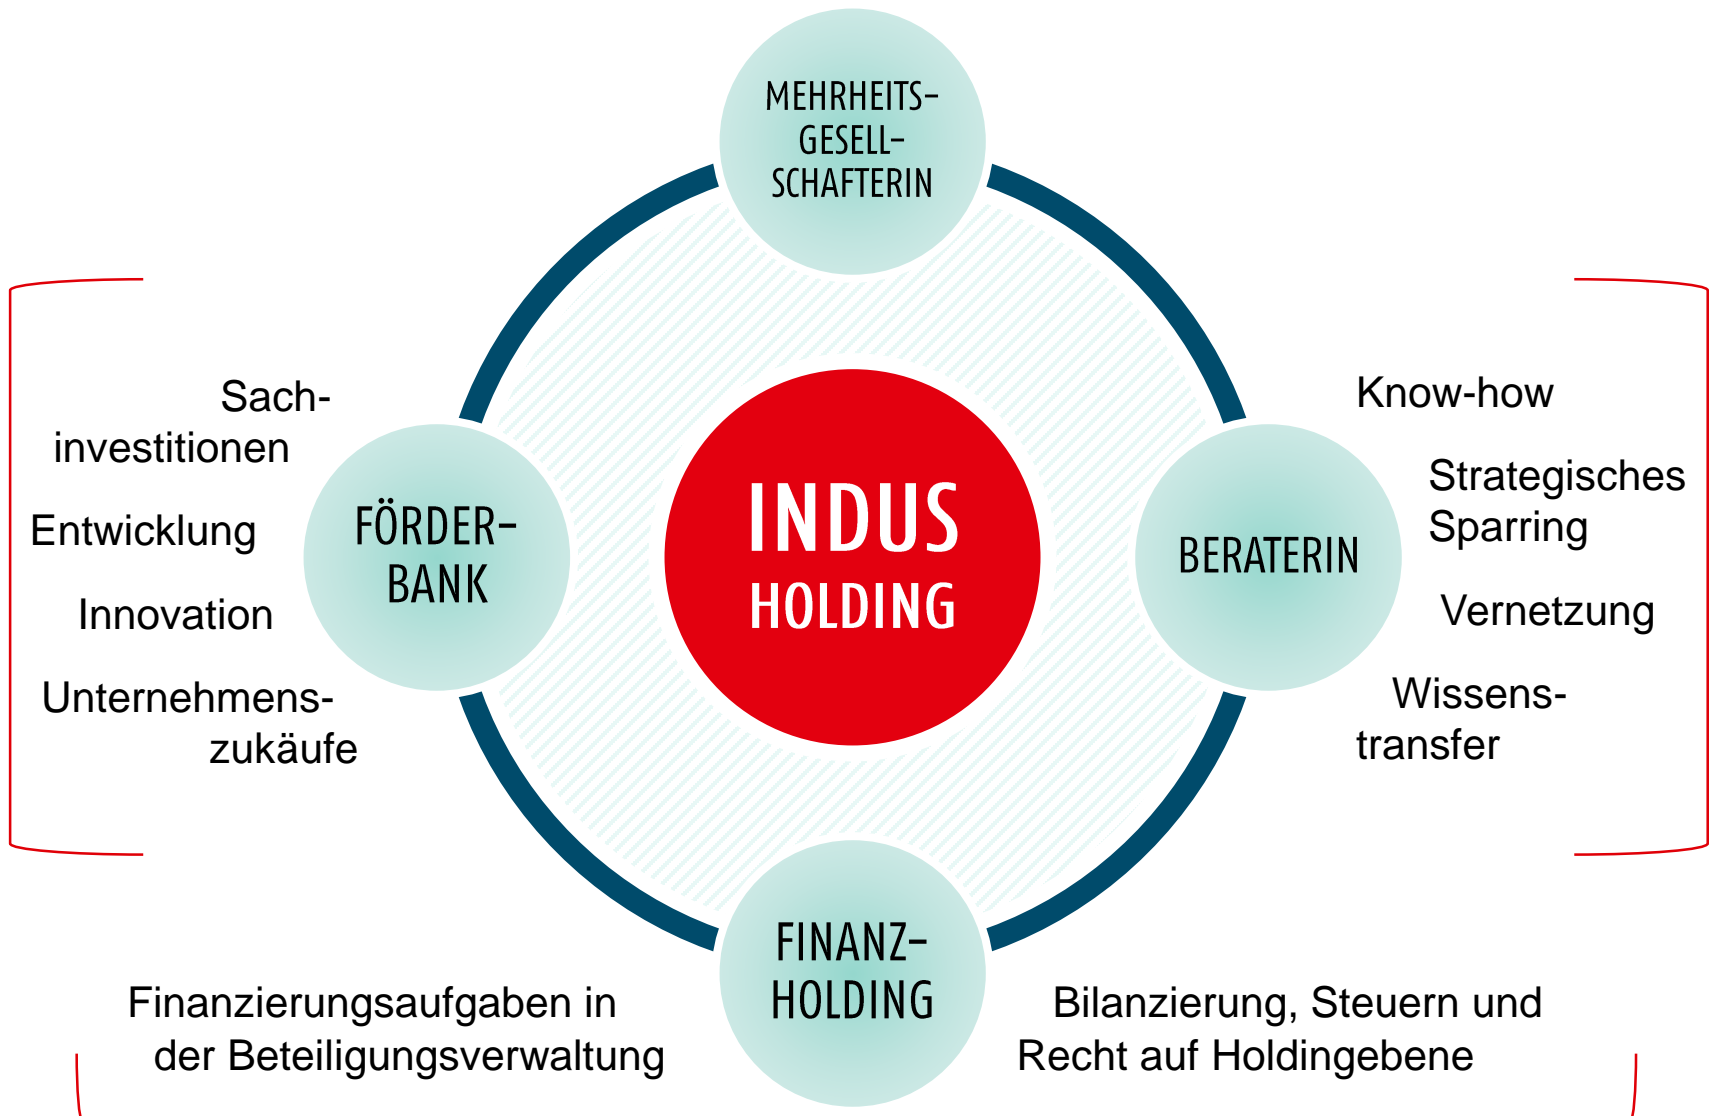 MEHRHEITS-
GESELL-
SCHAFTERIN
Sach-
investitionen
Entwicklung
Innovation
Unternehmens-
zukäufe
FÖRDER-
BANK
INDUS
HOLDING
BERATERIN
Know-how
Strategisches
Sparring
Vernetzung
Wissens-
transfer
FINANZ-
HOLDING
Finanzierungsaufgaben in
der Beteiligungsverwaltung
Bilanzierung, Steuern und
Recht auf Holdingebene